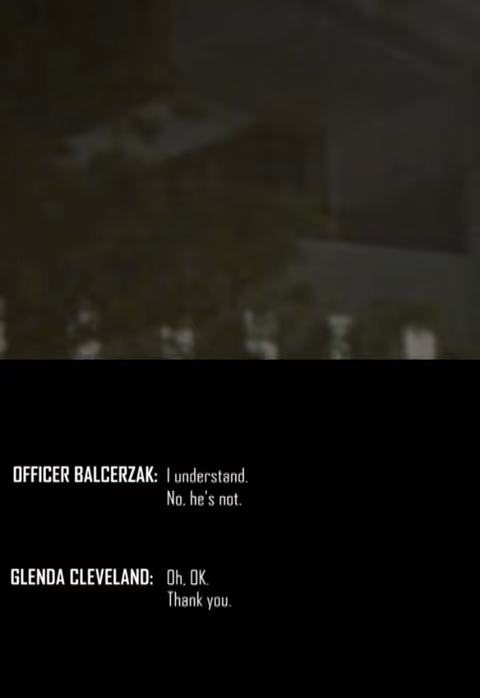 OFFICER BALCERZAK: I understand.
No, he's not.
GLENDA CLEVELAND: Oh, OK.
Thank you.